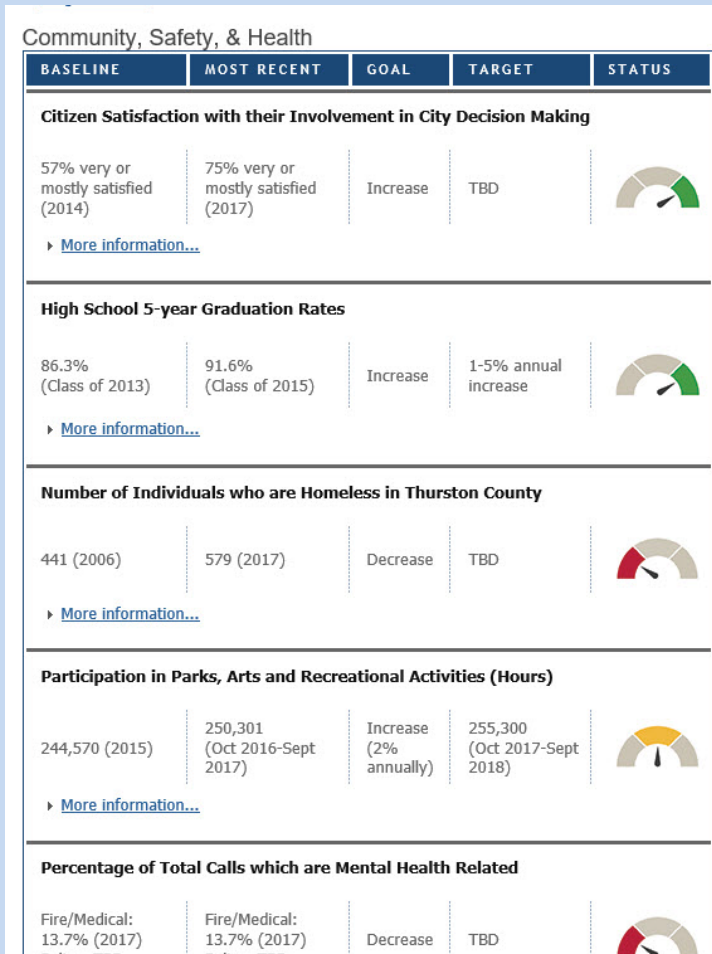 Community, Safety, & Health
BASELINE MOST RECENT GOAL TARGET STATUS
Citizen Satisfaction with their Involvement in City Decision Making
57% very or mostly satisfied (2014)
75% very or mostly satisfied (2017)
Increase
TBD
More information...
High School 5-year Graduation Rates
86.3% (Class of 2013)
91.6% (Class of 2015)
Increase
1-5% annual increase
More information...
Number of Individuals who are Homeless in Thurston County
441 (2006)
579 (2017)
Decrease
TBD
More information...
Participation in Parks, Arts and Recreational Activities (Hours)
244,570 (2015)
250,301 (Oct 2016-Sept 2017)
Increase (2% annually)
255,300 (Oct 2017-Sept 2018)
More information...
Percentage of Total Calls which are Mental Health Related
Fire/Medical: 13.7% (2017)
Fire/Medical: 13.7% (2017)
Decrease
TBD